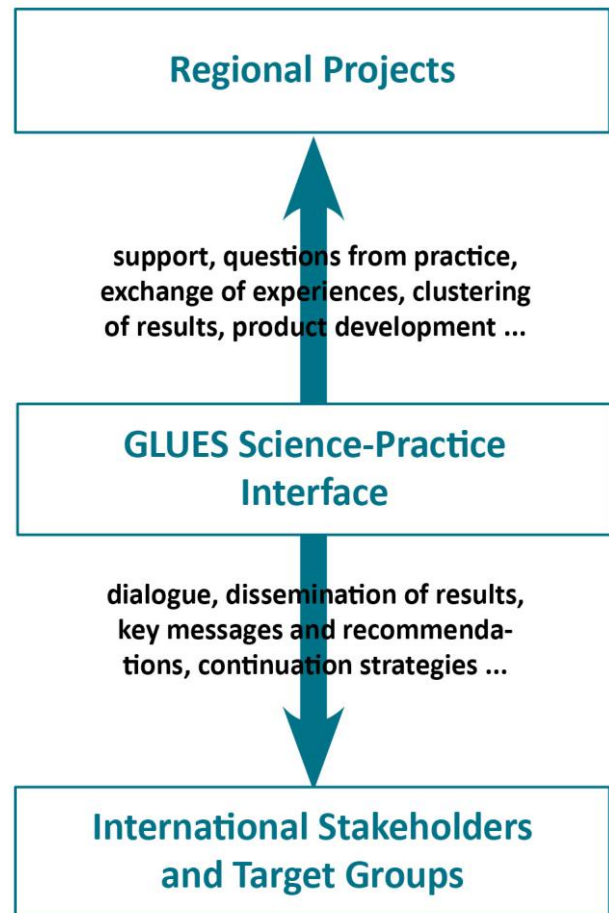 Regional Projects
support, questions from practice,
exchange of experiences, clustering
of results, product development ...
GLUES Science-Practice
Interface
dialogue, dissemination of results,
key messages and recommenda-
tions, continuation strategies ...
International Stakeholders
and Target Groups